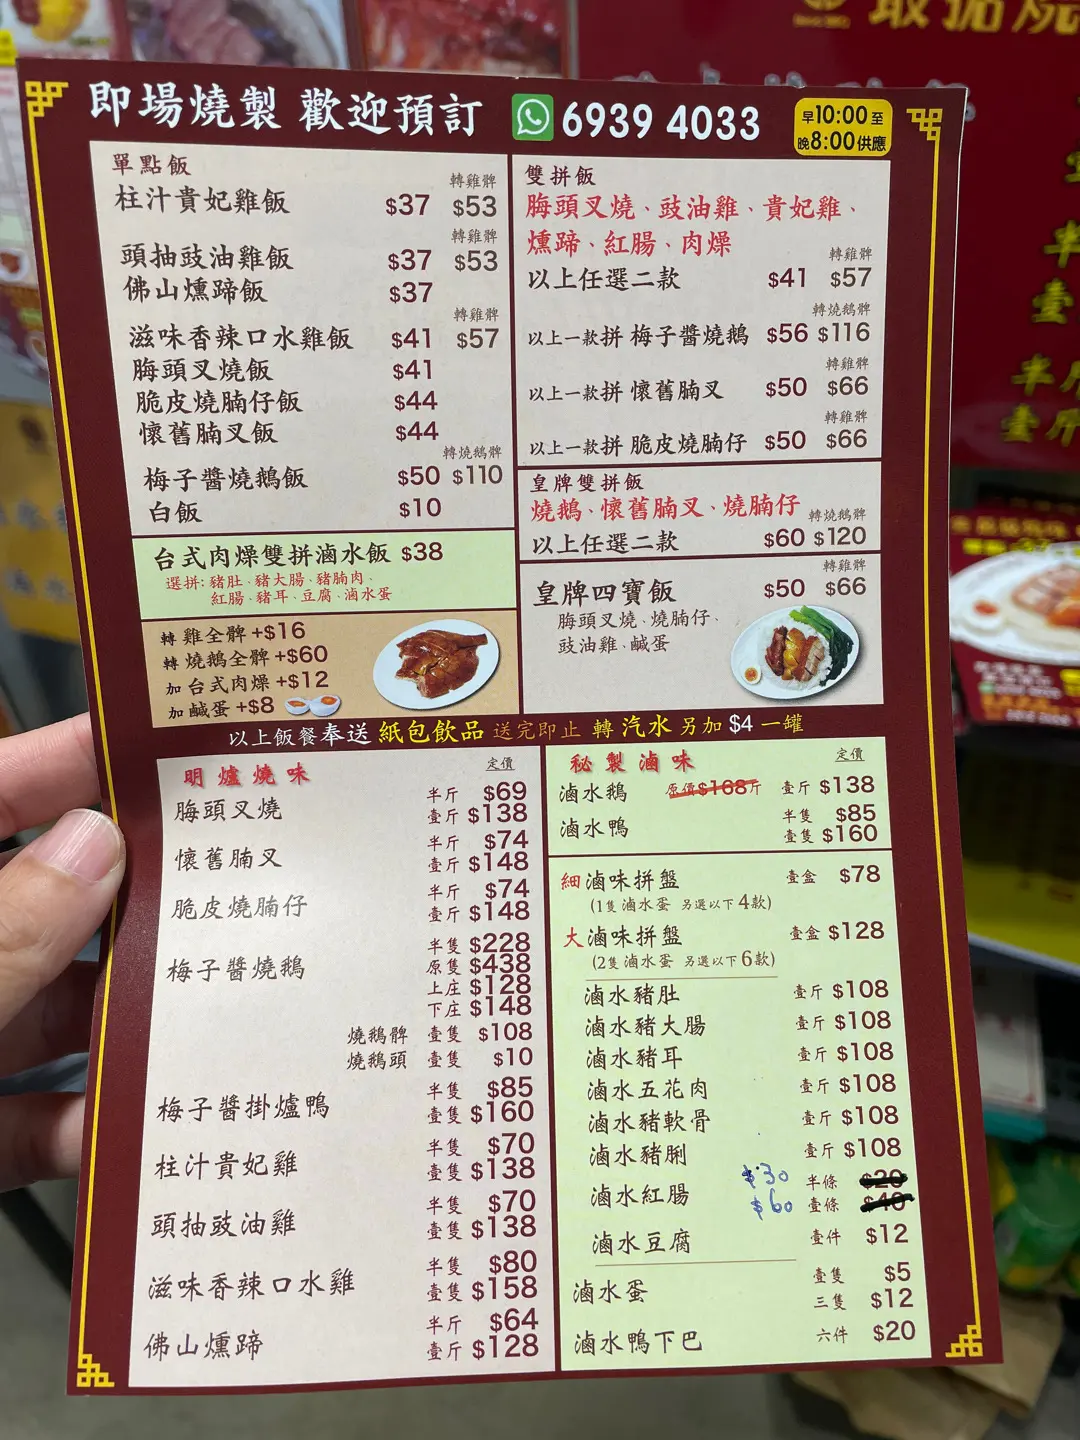 即場燒製 歡迎預訂 6939 4033 早10:00至
晚8:00供應
單點飯
轉雞髀
柱汁貴妃雞飯 $37 $53
轉雞髀
頭抽豉油雞飯 $37 $53
佛山燻蹄飯 $37
轉雞髀
滋味香辣口水雞飯 $41 $57
脢頭叉燒飯 $41
脆皮燒腩仔飯 $44
懷舊腩叉飯 $44
轉燒鵝髀
梅子醬燒鵝飯 $50 $110
白飯 $10
台式肉燥雙拼滷水飯 $38
選拼:豬肚、豬大腸、豬腩肉、
紅腸、豬耳、豆腐、滷水蛋
轉 雞全髀 +$16
轉 燒鵝全髀 +$60
加 台式肉燥 +$12
加 鹹蛋 +$8
雙拼飯
脢頭叉燒、豉油雞、貴妃雞、
燻蹄、紅腸、肉燥
轉雞髀
以上任選二款 $41 $57
轉燒鵝髀
以上一款拼 梅子醬燒鵝 $56 $116
轉雞髀
以上一款拼 懷舊腩叉 $50 $66
轉雞髀
以上一款拼 脆皮燒腩仔 $50 $66
皇牌雙拼飯
燒鵝、懷舊腩叉、燒腩仔
轉燒鵝髀
以上任選二款 $60 $120
轉雞髀
皇牌四寶飯 $50 $66
脢頭叉燒、燒腩仔、
豉油雞、鹹蛋
以上飯餐奉送 紙包飲品 送完即止 轉 汽水 另加 $4 一罐
明爐燒味 定價
脢頭叉燒 半斤 $69
壹斤 $138
懷舊腩叉 半斤 $74
壹斤 $148
脆皮燒腩仔 半斤 $74
壹斤 $148
梅子醬燒鵝 半隻 $228
原隻 $438
上庄 $128
下庄 $148
燒鵝髀 壹隻 $108
燒鵝頭 壹隻 $10
梅子醬掛爐鴨 半隻 $85
壹隻 $160
柱汁貴妃雞 半隻 $70
壹隻 $138
頭抽豉油雞 半隻 $70
壹隻 $138
滋味香辣口水雞 半隻 $80
壹隻 $158
佛山燻蹄 半斤 $64
壹斤 $128
秘製滷味 定價
滷水鵝 原價$168斤 壹斤 $138
滷水鴨 半隻 $85
壹隻 $160
細 滷味拼盤 壹盒 $78
(1隻 滷水蛋 另選以下 4款)
大 滷味拼盤 壹盒 $128
(2隻 滷水蛋 另選以下 6款)
滷水豬肚 壹斤 $108
滷水豬大腸 壹斤 $108
滷水豬耳 壹斤 $108
滷水五花肉 壹斤 $108
滷水豬軟骨 壹斤 $108
滷水豬脷 壹斤 $108
滷水紅腸 $30 半條 $20
$60 壹條 $40
滷水豆腐 壹件 $12
滷水蛋 壹隻 $5
三隻 $12
滷水鴨下巴 六件 $20